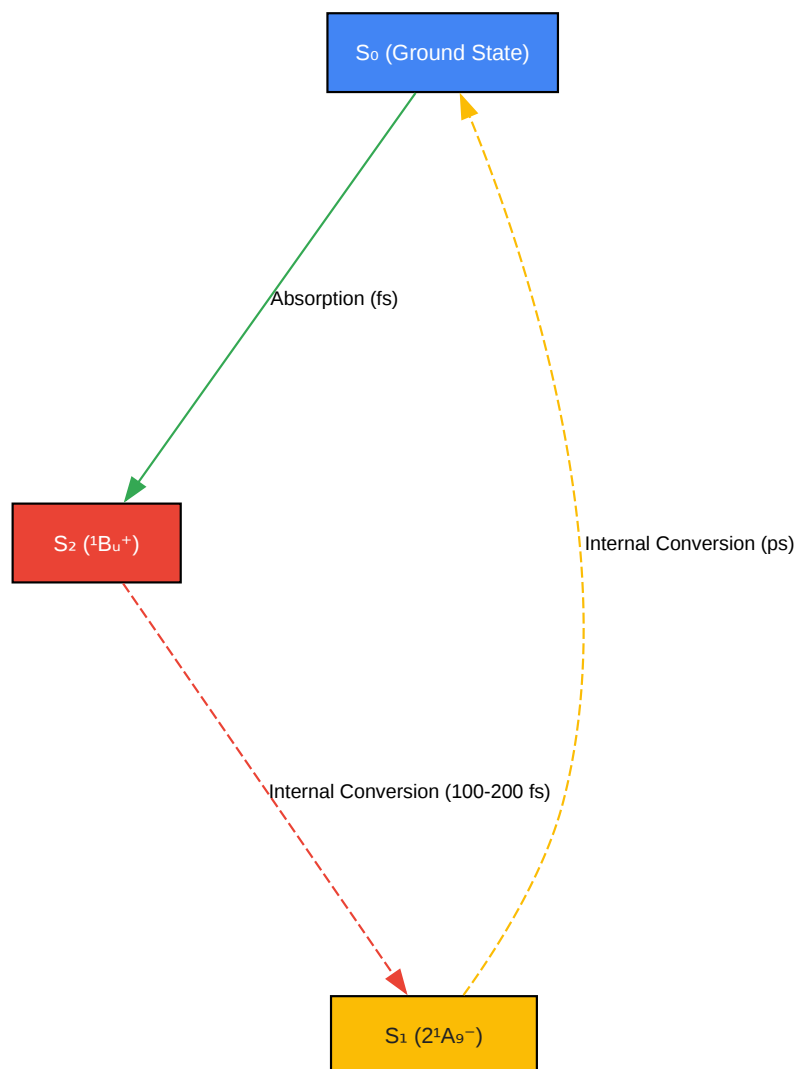 S₀ (Ground State)
Absorption (fs)
S₂ (¹Bᵤ⁺)
Internal Conversion (ps)
Internal Conversion (100-200 fs)
S₁ (2¹A₉⁻)